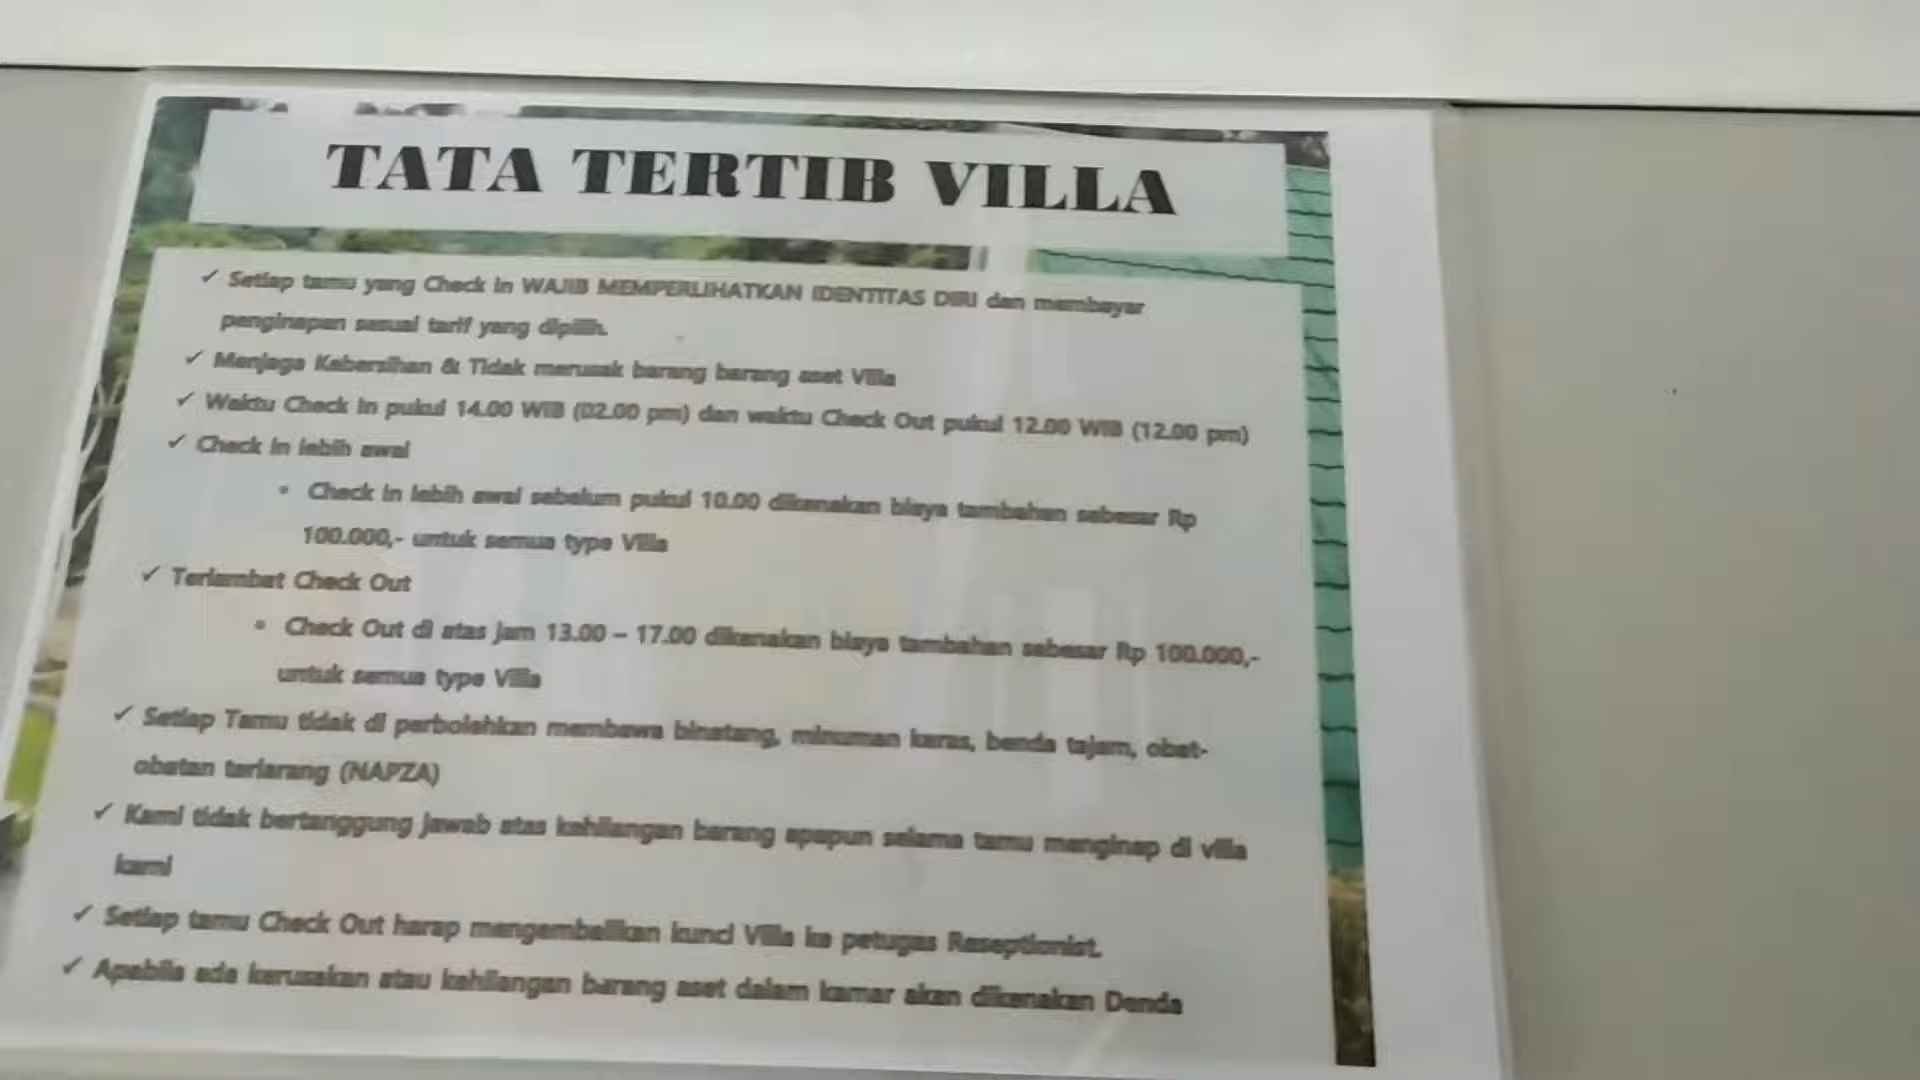 TATA TERTIB VILLA
✓ Setiap tamu yang Check in WAJIB MEMPERLIHATKAN IDENTITAS DIRI dan membayar
penginapan sesuai tarif yang dipilih.
✓ Menjaga Kebersihan & Tidak merusak barang barang aset Villa
✓ Waktu Check in pukul 14.00 WIB (02.00 pm) dan waktu Check Out pukul 12.00 WIB (12.00 pm)
✓ Check in lebih awal
• Check in lebih awal sebelum pukul 10.00 dikenakan biaya tambahan sebesar Rp
100.000,- untuk semua type Villa
✓ Terlambat Check Out
• Check Out di atas jam 13.00 – 17.00 dikenakan biaya tambahan sebesar Rp 100.000,-
untuk semua type Villa
✓ Setiap Tamu tidak di perbolehkan membawa binatang, minuman keras, benda tajam, obat-
obatan terlarang (NAPZA)
✓ Kami tidak bertanggung jawab atas kehilangan barang apapun selama tamu menginap di villa
kami
✓ Setiap tamu Check Out harap mengembalikan kunci Villa ke petugas Reseptionist.
✓ Apabila ada kerusakan atau kehilangan barang aset dalam kamar akan dikenakan Denda